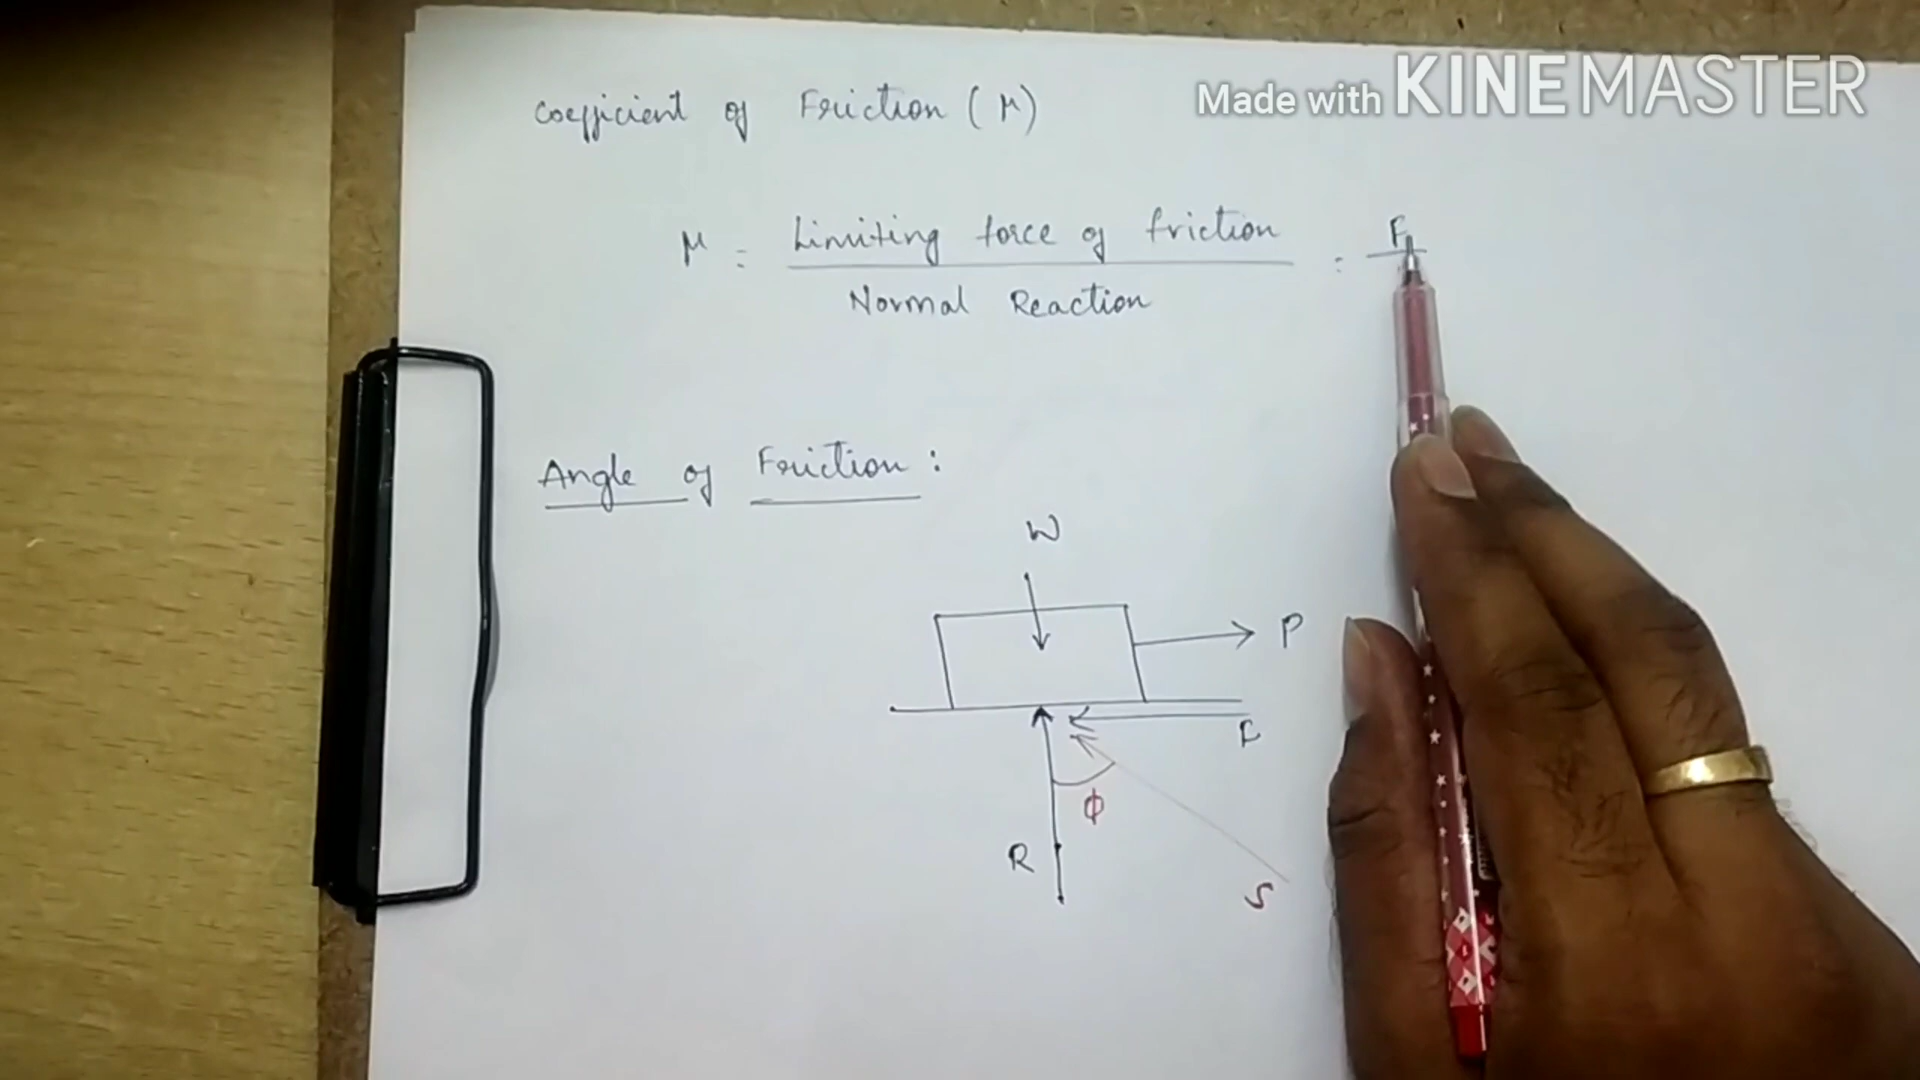 Made with KINEMASTER
Coefficient of Friction (μ)
μ = Limiting force of friction / Normal Reaction = F
Angle of Friction :
W
P
F
φ
R
S